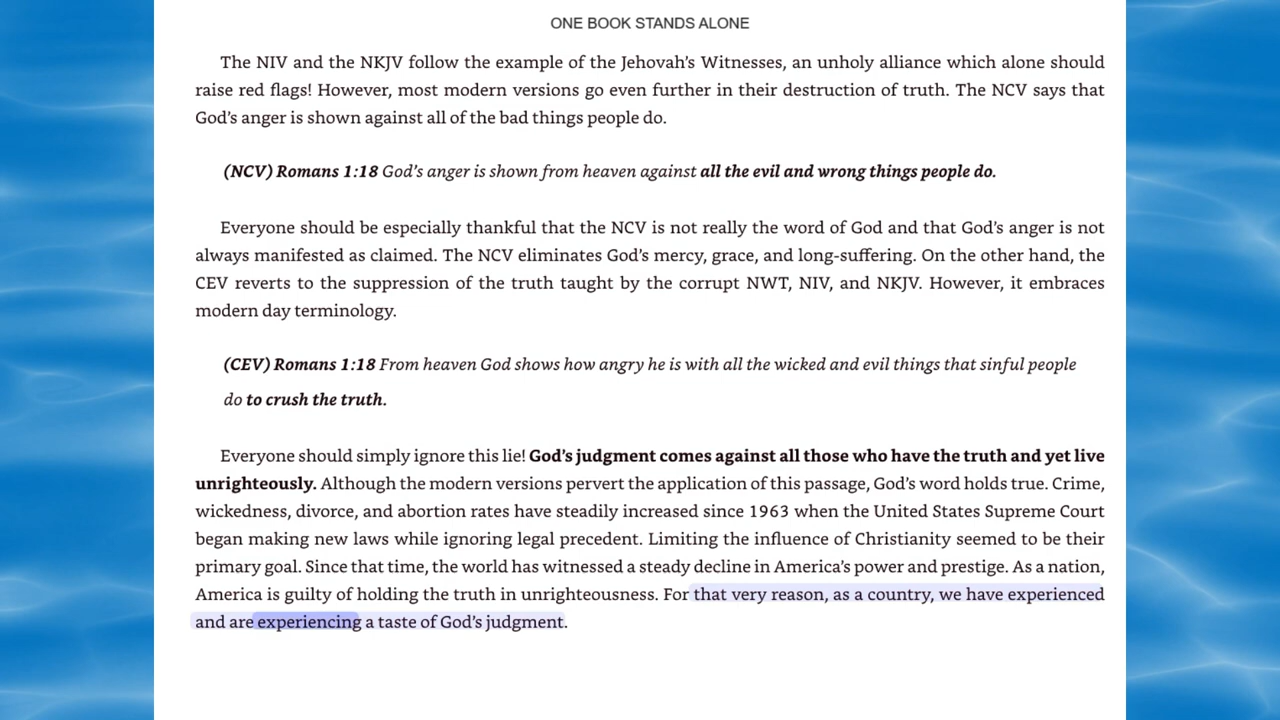 ONE BOOK STANDS ALONE
The NIV and the NKJV follow the example of the Jehovah’s Witnesses, an unholy alliance which alone should
raise red flags! However, most modern versions go even further in their destruction of truth. The NCV says that
God’s anger is shown against all of the bad things people do.
(NCV) Romans 1:18 God’s anger is shown from heaven against all the evil and wrong things people do.
Everyone should be especially thankful that the NCV is not really the word of God and that God’s anger is not
always manifested as claimed. The NCV eliminates God’s mercy, grace, and long-suffering. On the other hand, the
CEV reverts to the suppression of the truth taught by the corrupt NWT, NIV, and NKJV. However, it embraces
modern day terminology.
(CEV) Romans 1:18 From heaven God shows how angry he is with all the wicked and evil things that sinful people
do to crush the truth.
Everyone should simply ignore this lie! God’s judgment comes against all those who have the truth and yet live
unrighteously. Although the modern versions pervert the application of this passage, God’s word holds true. Crime,
wickedness, divorce, and abortion rates have steadily increased since 1963 when the United States Supreme Court
began making new laws while ignoring legal precedent. Limiting the influence of Christianity seemed to be their
primary goal. Since that time, the world has witnessed a steady decline in America’s power and prestige. As a nation,
America is guilty of holding the truth in unrighteousness. For that very reason, as a country, we have experienced
and are experiencing a taste of God’s judgment.